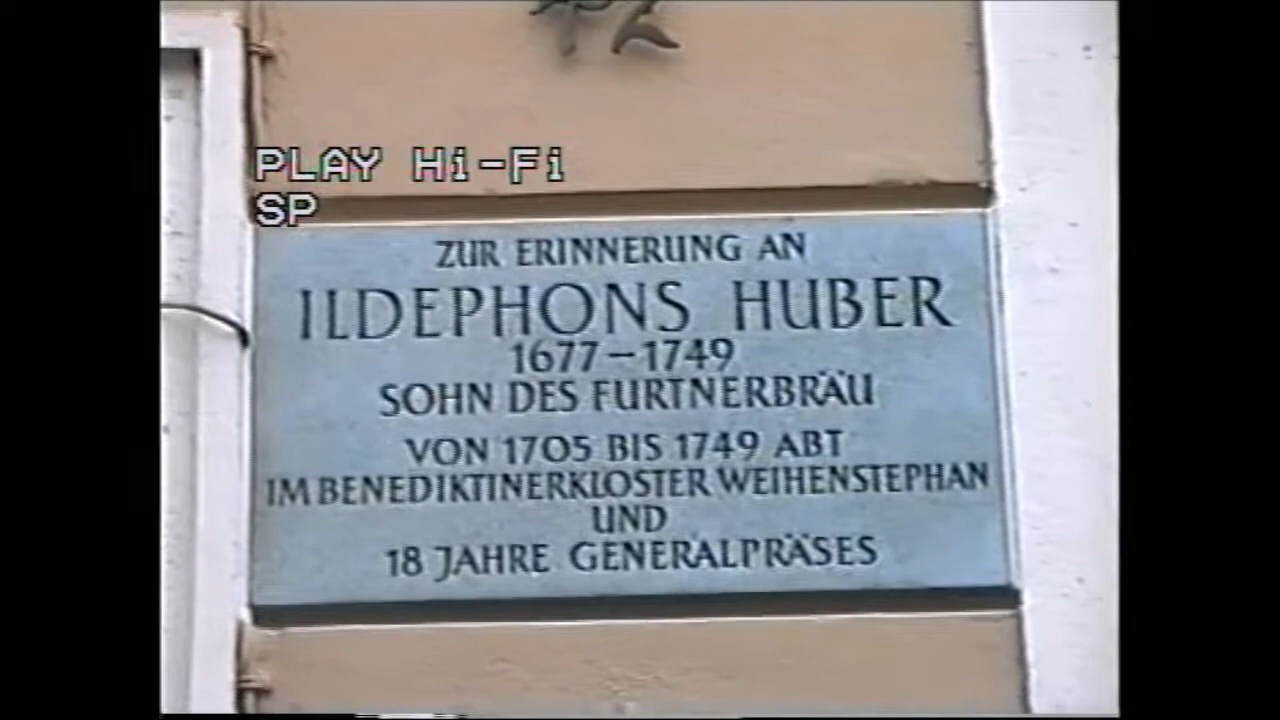 PLAY Hi-Fi
SP
ZUR ERINNERUNG AN
ILDEPHONS HUBER
1677-1749
SOHN DES FURTNERBRÄU
VON 1705 BIS 1749 ABT
IM BENEDIKTINERKLOSTER WEIHENSTEPHAN
UND
18 JAHRE GENERALPRÄSES